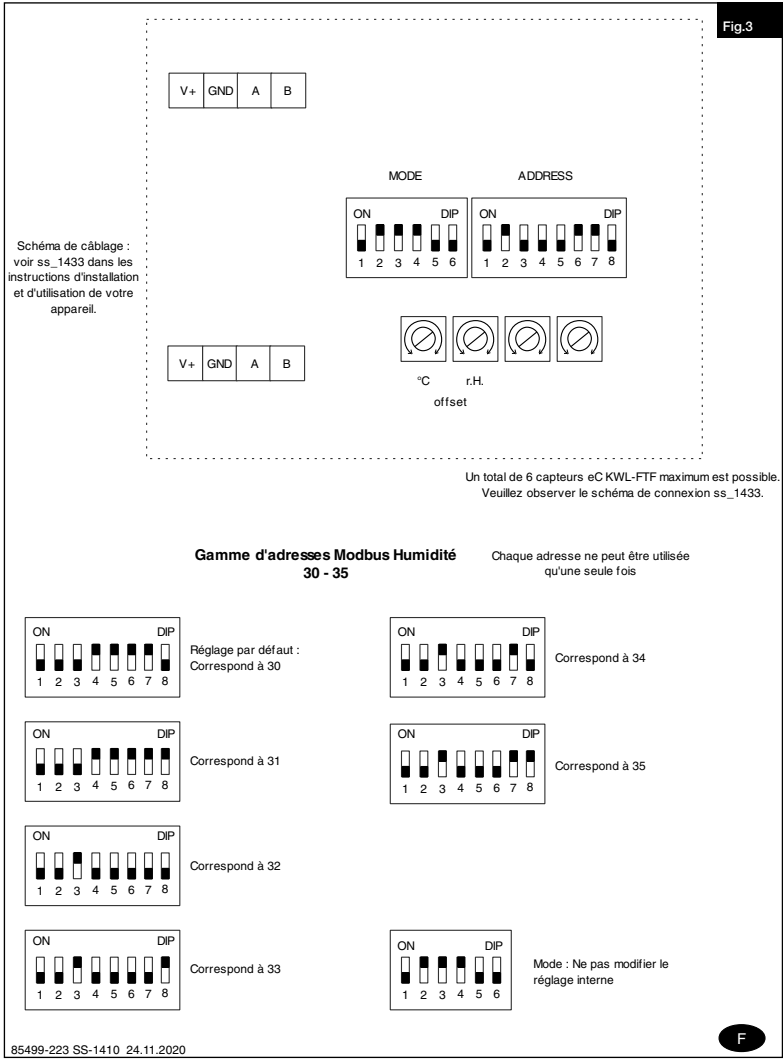 Fig.3
V+ GND A B
MODE ADDRESS
ON DIP ON DIP
1 2 3 4 5 6 1 2 3 4 5 6 7 8
Schéma de câblage :
voir ss_1433 dans les
instructions d'installation
et d'utilisation de votre
appareil.
V+ GND A B
°C r.H.
offset
Un total de 6 capteurs eC KWL-FTF maximum est possible.
Veuillez observer le schéma de connexion ss_1433.
Gamme d'adresses Modbus Humidité
30 - 35
Chaque adresse ne peut être utilisée
qu'une seule fois
ON DIP
1 2 3 4 5 6 7 8
Réglage par défaut :
Correspond à 30
ON DIP
1 2 3 4 5 6 7 8
Correspond à 34
ON DIP
1 2 3 4 5 6 7 8
Correspond à 31
ON DIP
1 2 3 4 5 6 7 8
Correspond à 35
ON DIP
1 2 3 4 5 6 7 8
Correspond à 32
ON DIP
1 2 3 4 5 6 7 8
Correspond à 33
ON DIP
1 2 3 4 5 6
Mode : Ne pas modifier le
réglage interne
85499-223 SS-1410 24.11.2020
F